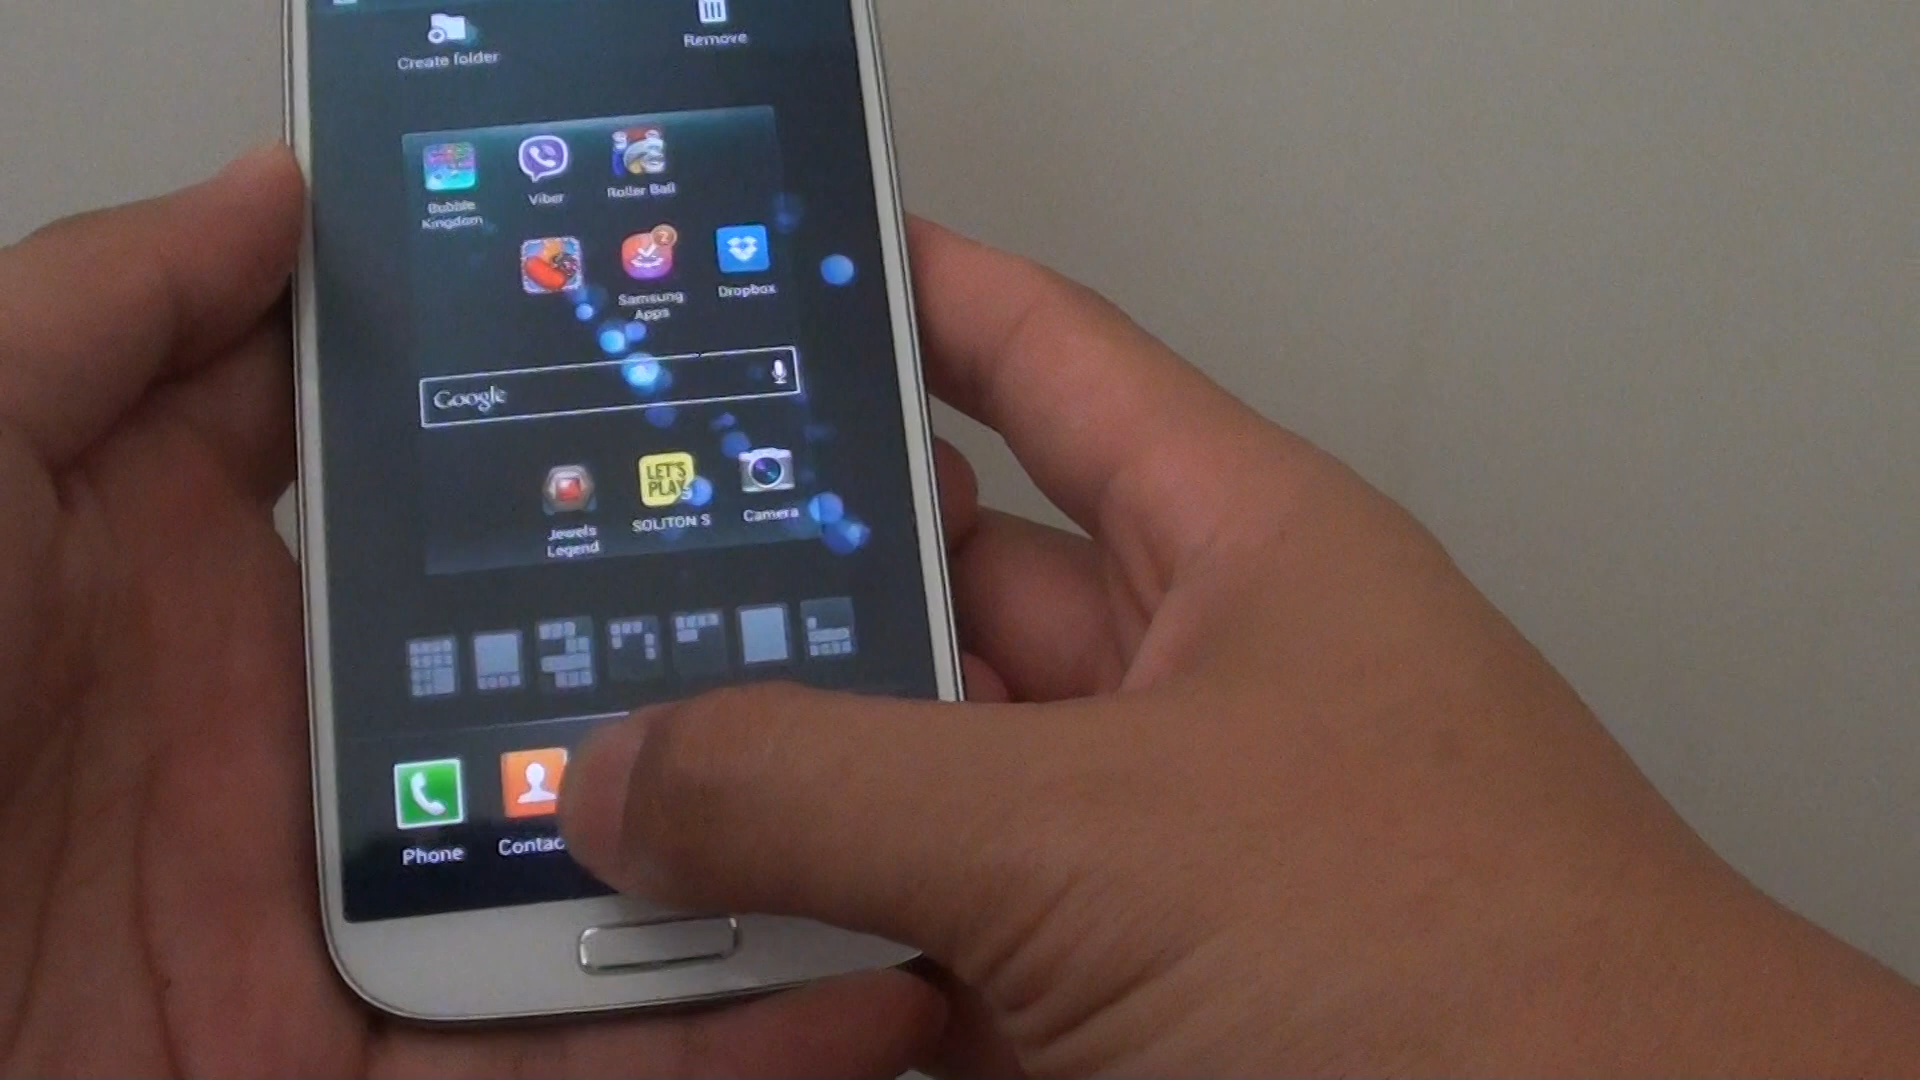 Create folder
Remove
Bubble
Kingdom
Viber
Roller Ball
2
Samsung
Apps
Dropbox
Google
LET'S
PLAY
Jewels
Legend
SOLITON S
Camera
Phone
Contac